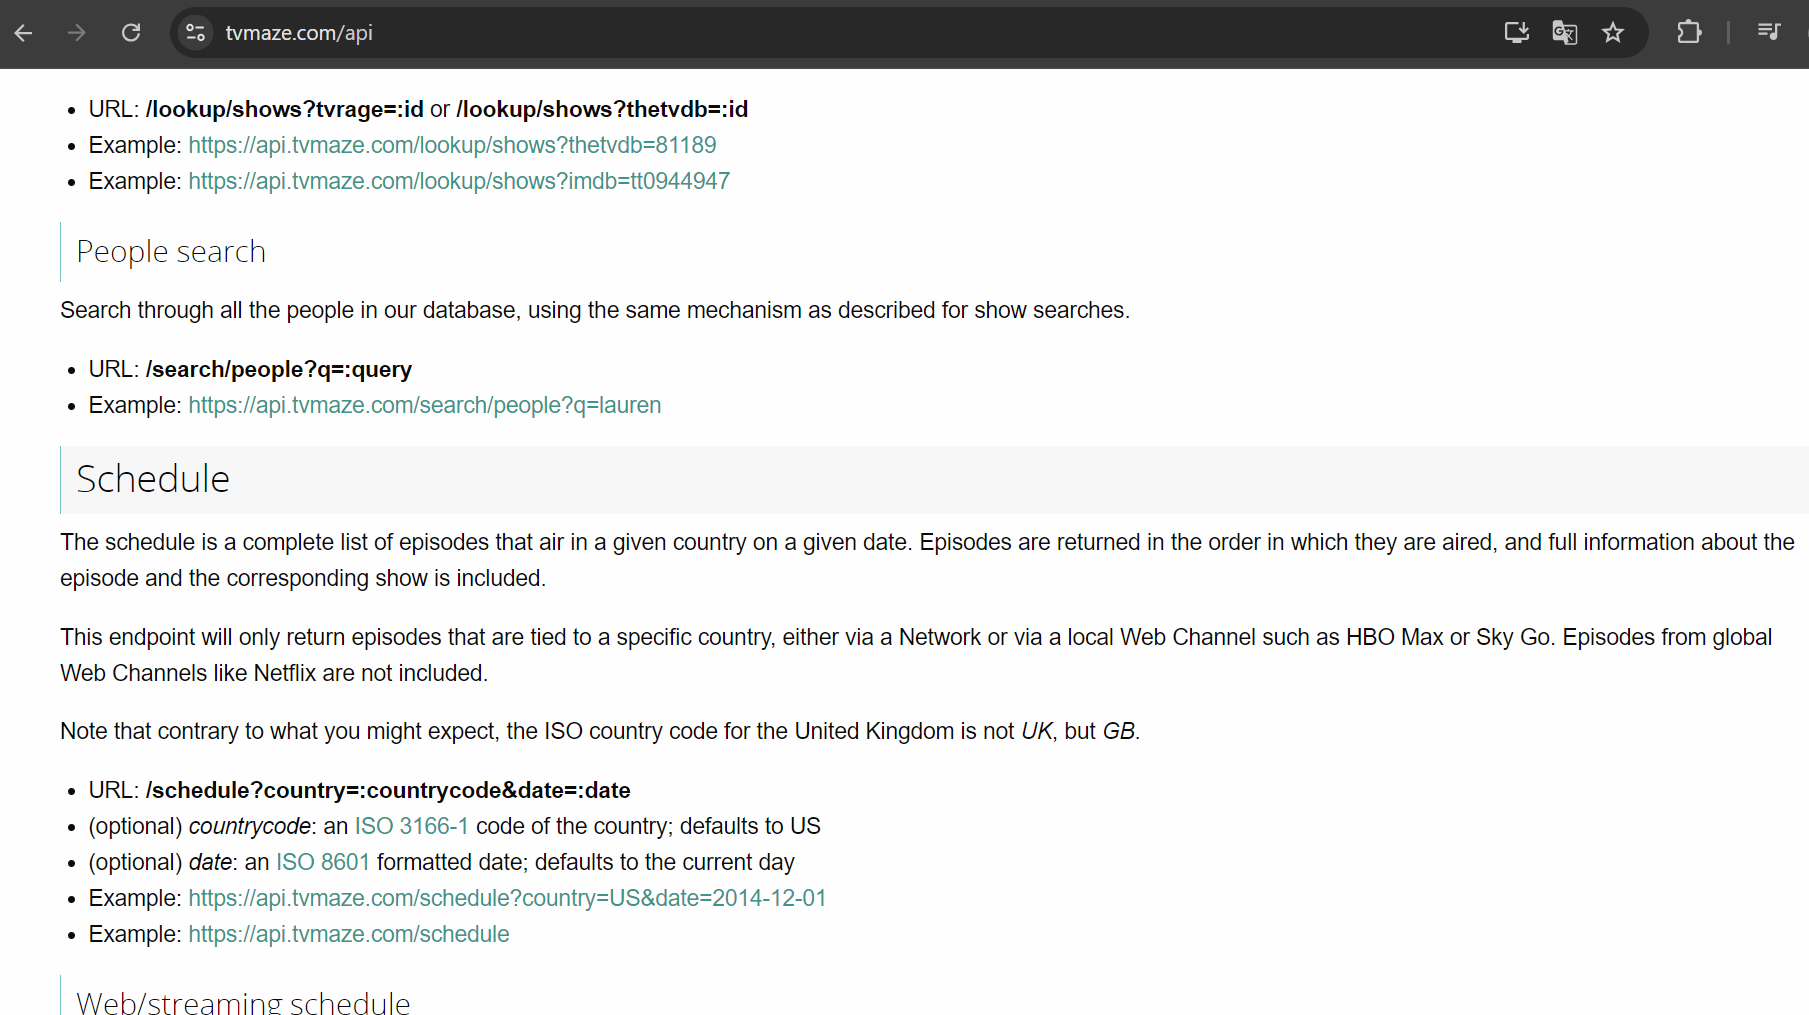 tvmaze.com/api
URL: /lookup/shows?tvrage=:id or /lookup/shows?thetvdb=:id
Example: https://api.tvmaze.com/lookup/shows?thetvdb=81189
Example: https://api.tvmaze.com/lookup/shows?imdb=tt0944947
People search
Search through all the people in our database, using the same mechanism as described for show searches.
URL: /search/people?q=:query
Example: https://api.tvmaze.com/search/people?q=lauren
Schedule
The schedule is a complete list of episodes that air in a given country on a given date. Episodes are returned in the order in which they are aired, and full information about the
episode and the corresponding show is included.
This endpoint will only return episodes that are tied to a specific country, either via a Network or via a local Web Channel such as HBO Max or Sky Go. Episodes from global
Web Channels like Netflix are not included.
Note that contrary to what you might expect, the ISO country code for the United Kingdom is not UK, but GB.
URL: /schedule?country=:countrycode&date=:date
(optional) countrycode: an ISO 3166-1 code of the country; defaults to US
(optional) date: an ISO 8601 formatted date; defaults to the current day
Example: https://api.tvmaze.com/schedule?country=US&date=2014-12-01
Example: https://api.tvmaze.com/schedule
Web/streaming schedule